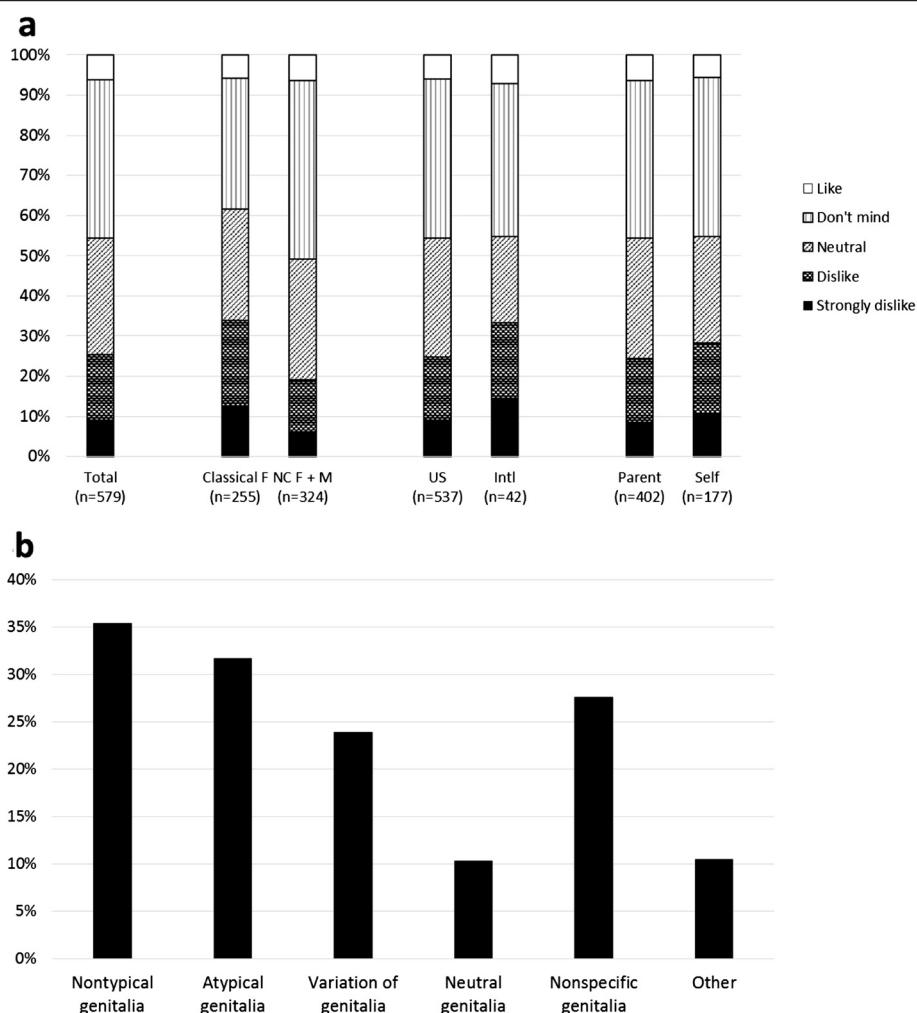 a
100%
90%
80%
70%
60%
50%
40%
30%
20%
10%
0%
Total
(n=579)
Classical F
(n=255)
NC F + M
(n=324)
US
(n=537)
Intl
(n=42)
Parent
(n=402)
Self
(n=177)
Like
Don't mind
Neutral
Dislike
Strongly dislike
b
40%
35%
30%
25%
20%
15%
10%
5%
0%
Nontypical
genitalia
Atypical
genitalia
Variation of
genitalia
Neutral
genitalia
Nonspecific
genitalia
Other